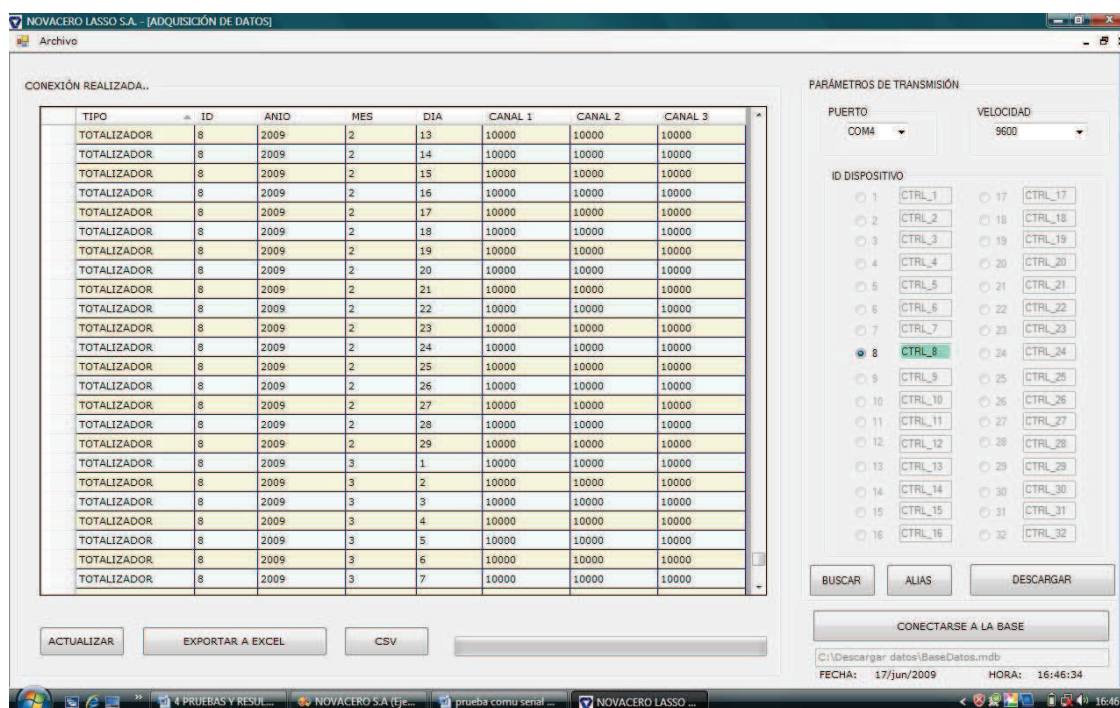 NOVACERO LASSO S.A. - [ADQUISICIÓN DE DATOS]
Archivo
CONEXIÓN REALIZADA..
TIPO ID ANIO MES DIA CANAL 1 CANAL 2 CANAL 3
TOTALIZADOR 8 2009 2 13 10000 10000 10000
TOTALIZADOR 8 2009 2 14 10000 10000 10000
TOTALIZADOR 8 2009 2 15 10000 10000 10000
TOTALIZADOR 8 2009 2 16 10000 10000 10000
TOTALIZADOR 8 2009 2 17 10000 10000 10000
TOTALIZADOR 8 2009 2 18 10000 10000 10000
TOTALIZADOR 8 2009 2 19 10000 10000 10000
TOTALIZADOR 8 2009 2 20 10000 10000 10000
TOTALIZADOR 8 2009 2 21 10000 10000 10000
TOTALIZADOR 8 2009 2 22 10000 10000 10000
TOTALIZADOR 8 2009 2 23 10000 10000 10000
TOTALIZADOR 8 2009 2 24 10000 10000 10000
TOTALIZADOR 8 2009 2 25 10000 10000 10000
TOTALIZADOR 8 2009 2 26 10000 10000 10000
TOTALIZADOR 8 2009 2 27 10000 10000 10000
TOTALIZADOR 8 2009 2 28 10000 10000 10000
TOTALIZADOR 8 2009 2 29 10000 10000 10000
TOTALIZADOR 8 2009 3 1 10000 10000 10000
TOTALIZADOR 8 2009 3 2 10000 10000 10000
TOTALIZADOR 8 2009 3 3 10000 10000 10000
TOTALIZADOR 8 2009 3 4 10000 10000 10000
TOTALIZADOR 8 2009 3 5 10000 10000 10000
TOTALIZADOR 8 2009 3 6 10000 10000 10000
TOTALIZADOR 8 2009 3 7 10000 10000 10000
ACTUALIZAR EXPORTAR A EXCEL CSV
PARÁMETROS DE TRANSMISIÓN
PUERTO VELOCIDAD
COM4 9600
ID DISPOSITIVO
1 CTRL_1 17 CTRL_17
2 CTRL_2 18 CTRL_18
3 CTRL_3 19 CTRL_19
4 CTRL_4 20 CTRL_20
5 CTRL_5 21 CTRL_21
6 CTRL_6 22 CTRL_22
7 CTRL_7 23 CTRL_23
8 CTRL_8 24 CTRL_24
9 CTRL_9 25 CTRL_25
10 CTRL_10 26 CTRL_26
11 CTRL_11 27 CTRL_27
12 CTRL_12 28 CTRL_28
13 CTRL_13 29 CTRL_29
14 CTRL_14 30 CTRL_30
15 CTRL_15 31 CTRL_31
16 CTRL_16 32 CTRL_32
BUSCAR ALIAS DESCARGAR
CONECTARSE A LA BASE
C:\Descargar datos\BaseDatos.mdb
FECHA: 17/jun/2009 HORA: 16:46:34
4 PRUEBAS Y RESUL... NOVACERO S.A (Eje... prueba comu serial ... NOVACERO LASSO ... 16:46